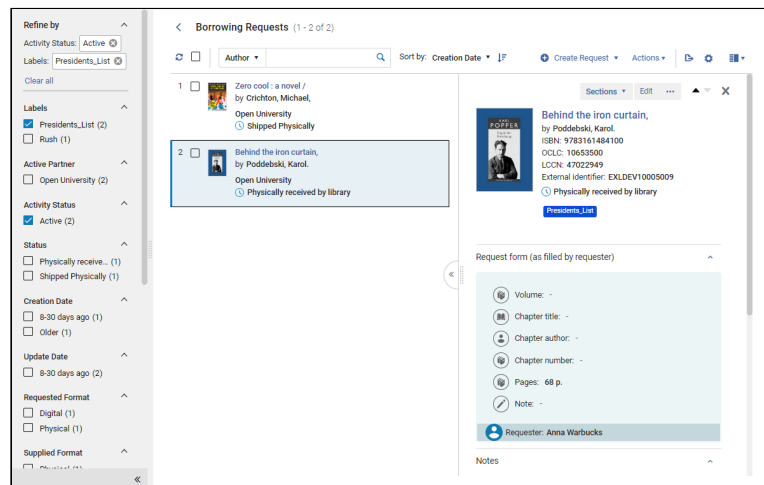 Refine by
Activity Status: Active
Labels: Presidents_List
Clear all
Labels
Presidents_List (2)
Rush (1)
Active Partner
Open University (2)
Activity Status
Active (2)
Status
Physically receive... (1)
Shipped Physically (1)
Creation Date
8-30 days ago (1)
Older (1)
Update Date
8-30 days ago (2)
Requested Format
Digital (1)
Physical (1)
Supplied Format
Physical (1)
Borrowing Requests (1 - 2 of 2)
Author
Sort by: Creation Date
Create Request
Actions
1
Zero cool : a novel /
by Crichton, Michael,
Open University
Shipped Physically
2
Behind the iron curtain,
by Poddebski, Karol.
Open University
Physically received by library
Sections
Edit
KARL
POPPER
Behind the iron curtain,
by Poddebski, Karol.
ISBN: 9783161484100
OCLC: 10653500
LCCN: 47022949
External identifier: EXLDEV10005009
Physically received by library
Presidents_List
Request form (as filled by requester)
Volume: -
Chapter title: -
Chapter author: -
Chapter number: -
Pages: 68 p.
Note: -
Requester: Anna Warbucks
Notes